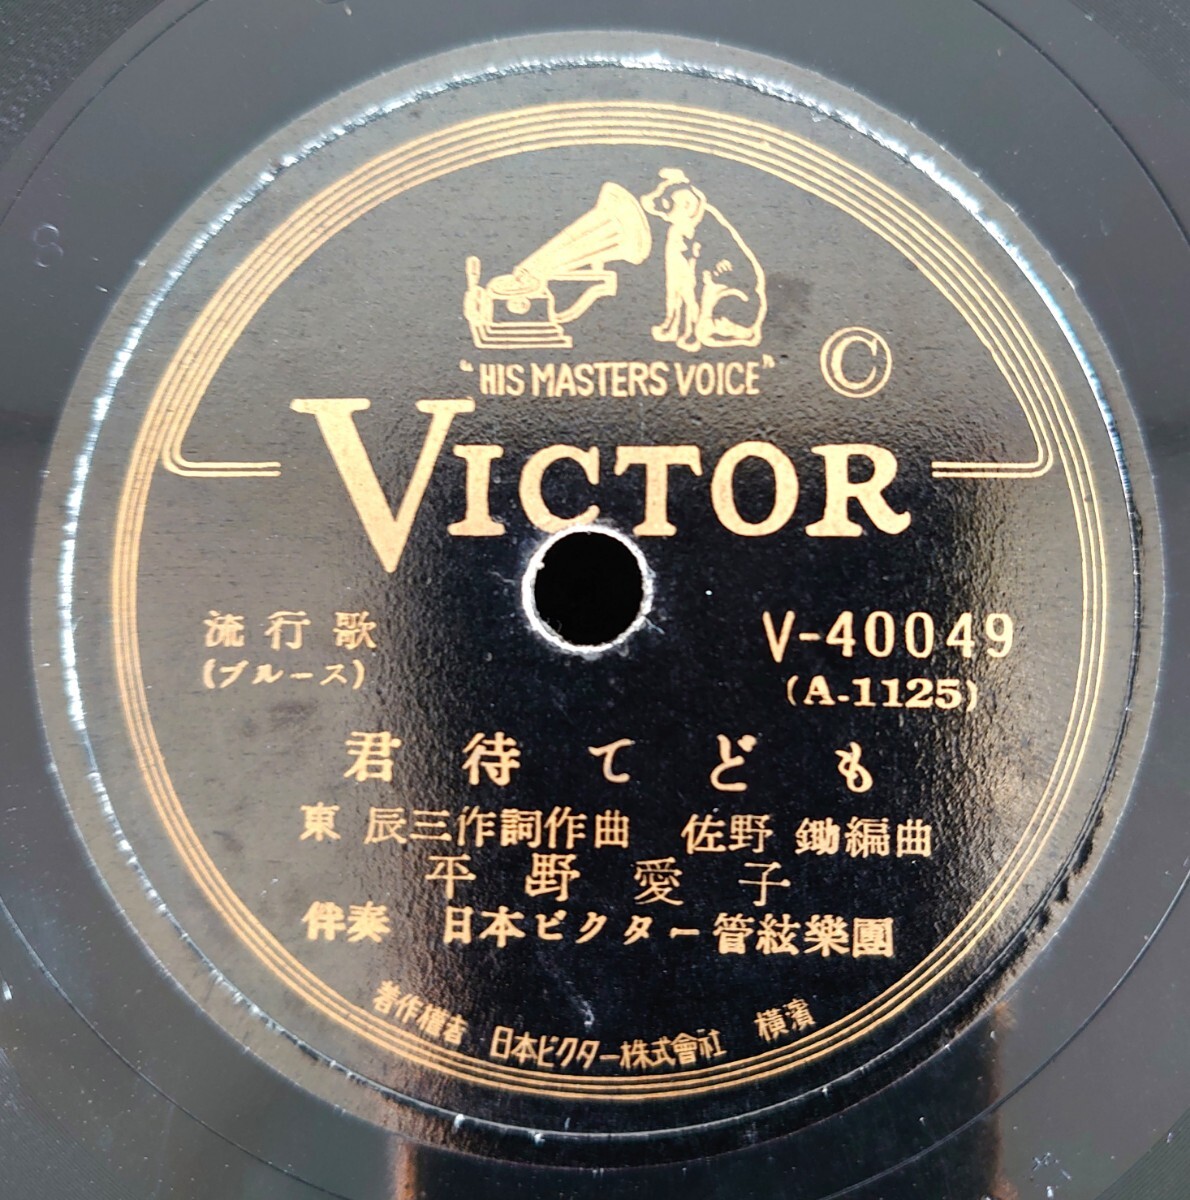 "HIS MASTERS VOICE"
Ⓒ
VICTOR
流行歌
(ブルース)
V-40049
(A-1125)
君待てども
東 辰三作詞作曲 佐野 鋤編曲
平野愛子
伴奏 日本ビクター管絃樂團
著作権者 日本ビクター株式會社 横濱